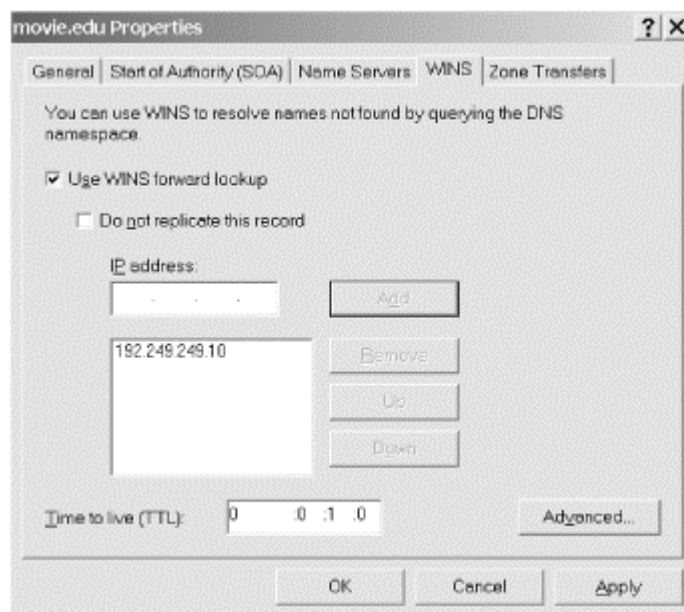 movie.edu Properties
General
Start of Authority (SOA)
Name Servers
WINS
Zone Transfers
You can use WINS to resolve names not found by querying the DNS
namespace.
Use WINS forward lookup
Do not replicate this record
IP address:
. . .
Add
192.249.249.10
Remove
Up
Down
Time to live (TTL): 0 :0 :1 :0
Advanced...
OK
Cancel
Apply